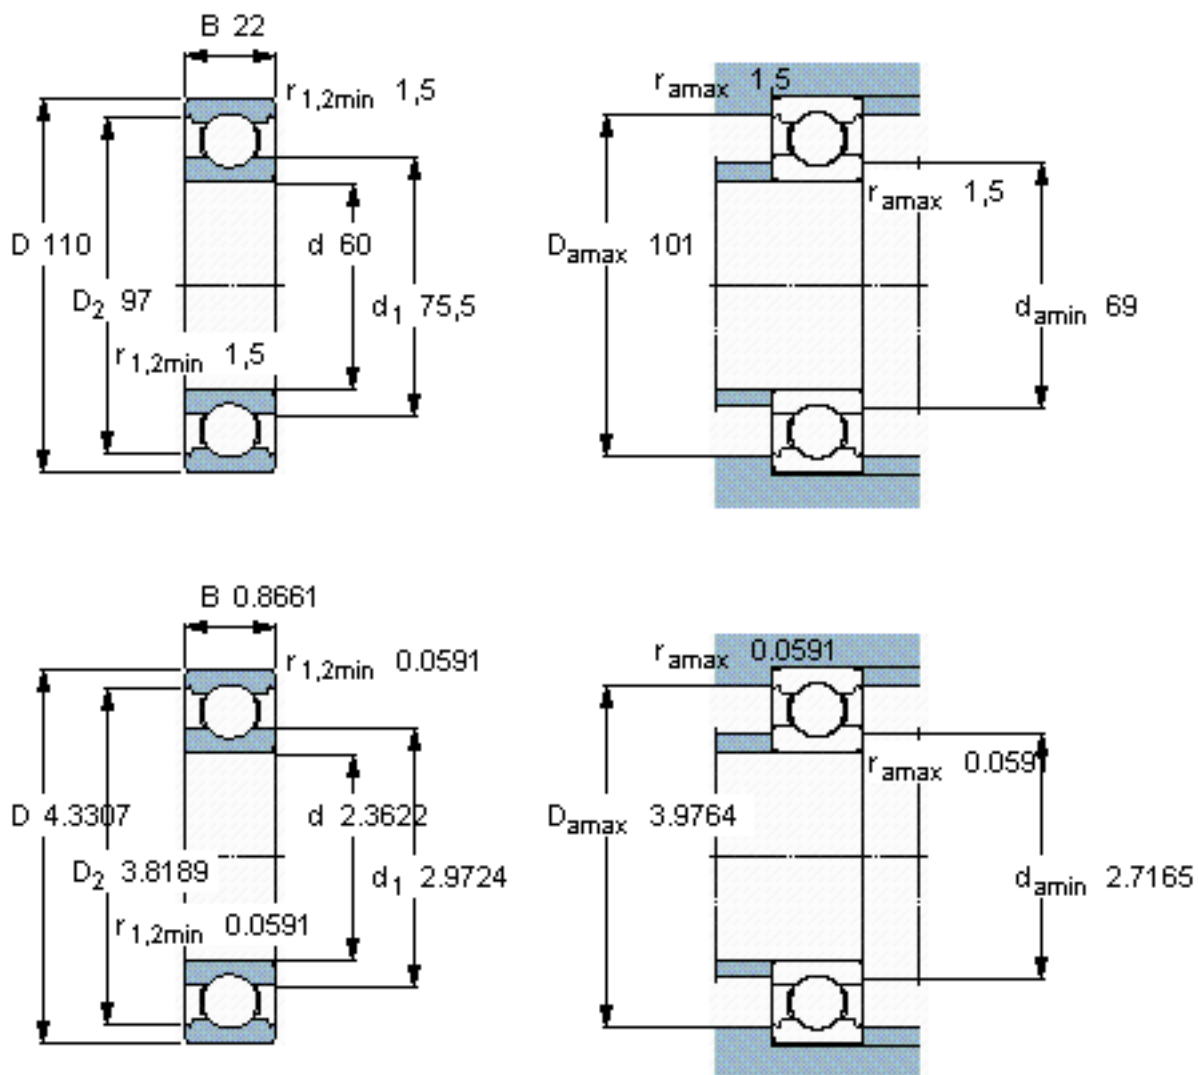 B 22
r1,2min 1,5
ramax 1,5
ramax 1,5
D 110
d 60
Damax 101
D2 97
d1 75,5
damin 69
r1,2min 1,5
B 0.8661
r1,2min 0.0591
ramax 0.0591
ramax 0.059
D 4.3307
d 2.3622
Damax 3.9764
D2 3.8189
d1 2.9724
damin 2.7165
r1,2min 0.0591